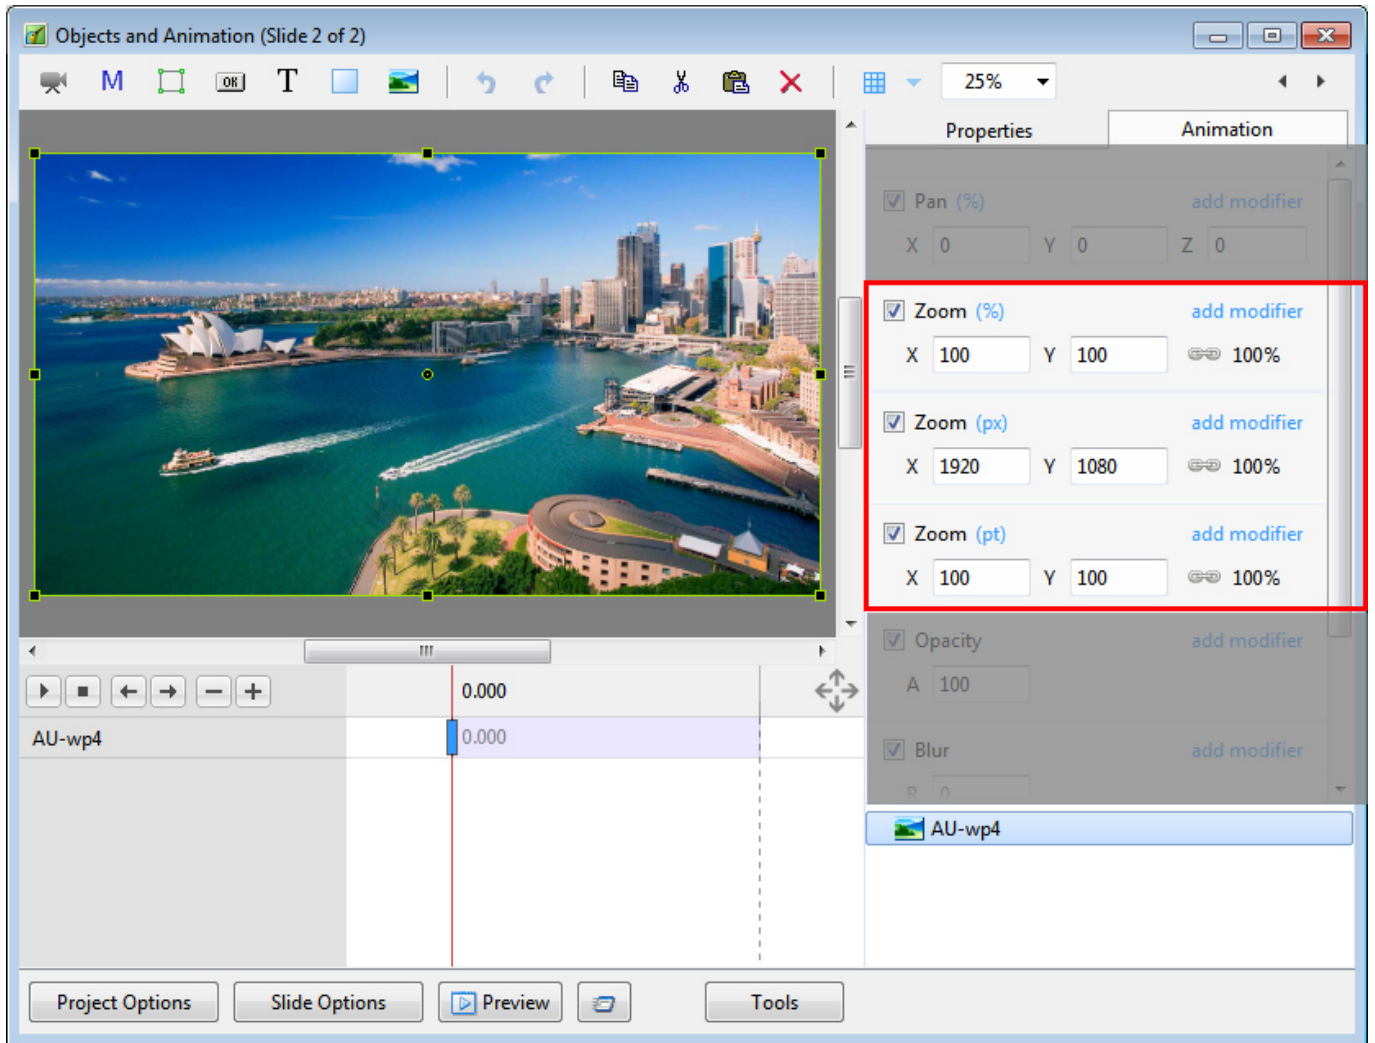 Objects and Animation (Slide 2 of 2)
M OK T 25%
Properties Animation
Pan (%) add modifier
X 0 Y 0 Z 0
Zoom (%) add modifier
X 100 Y 100 100%
Zoom (px) add modifier
X 1920 Y 1080 100%
Zoom (pt) add modifier
X 100 Y 100 100%
Opacity add modifier
A 100
Blur add modifier
R 0
0.000
AU-wp4 0.000
AU-wp4
Project Options Slide Options Preview Tools